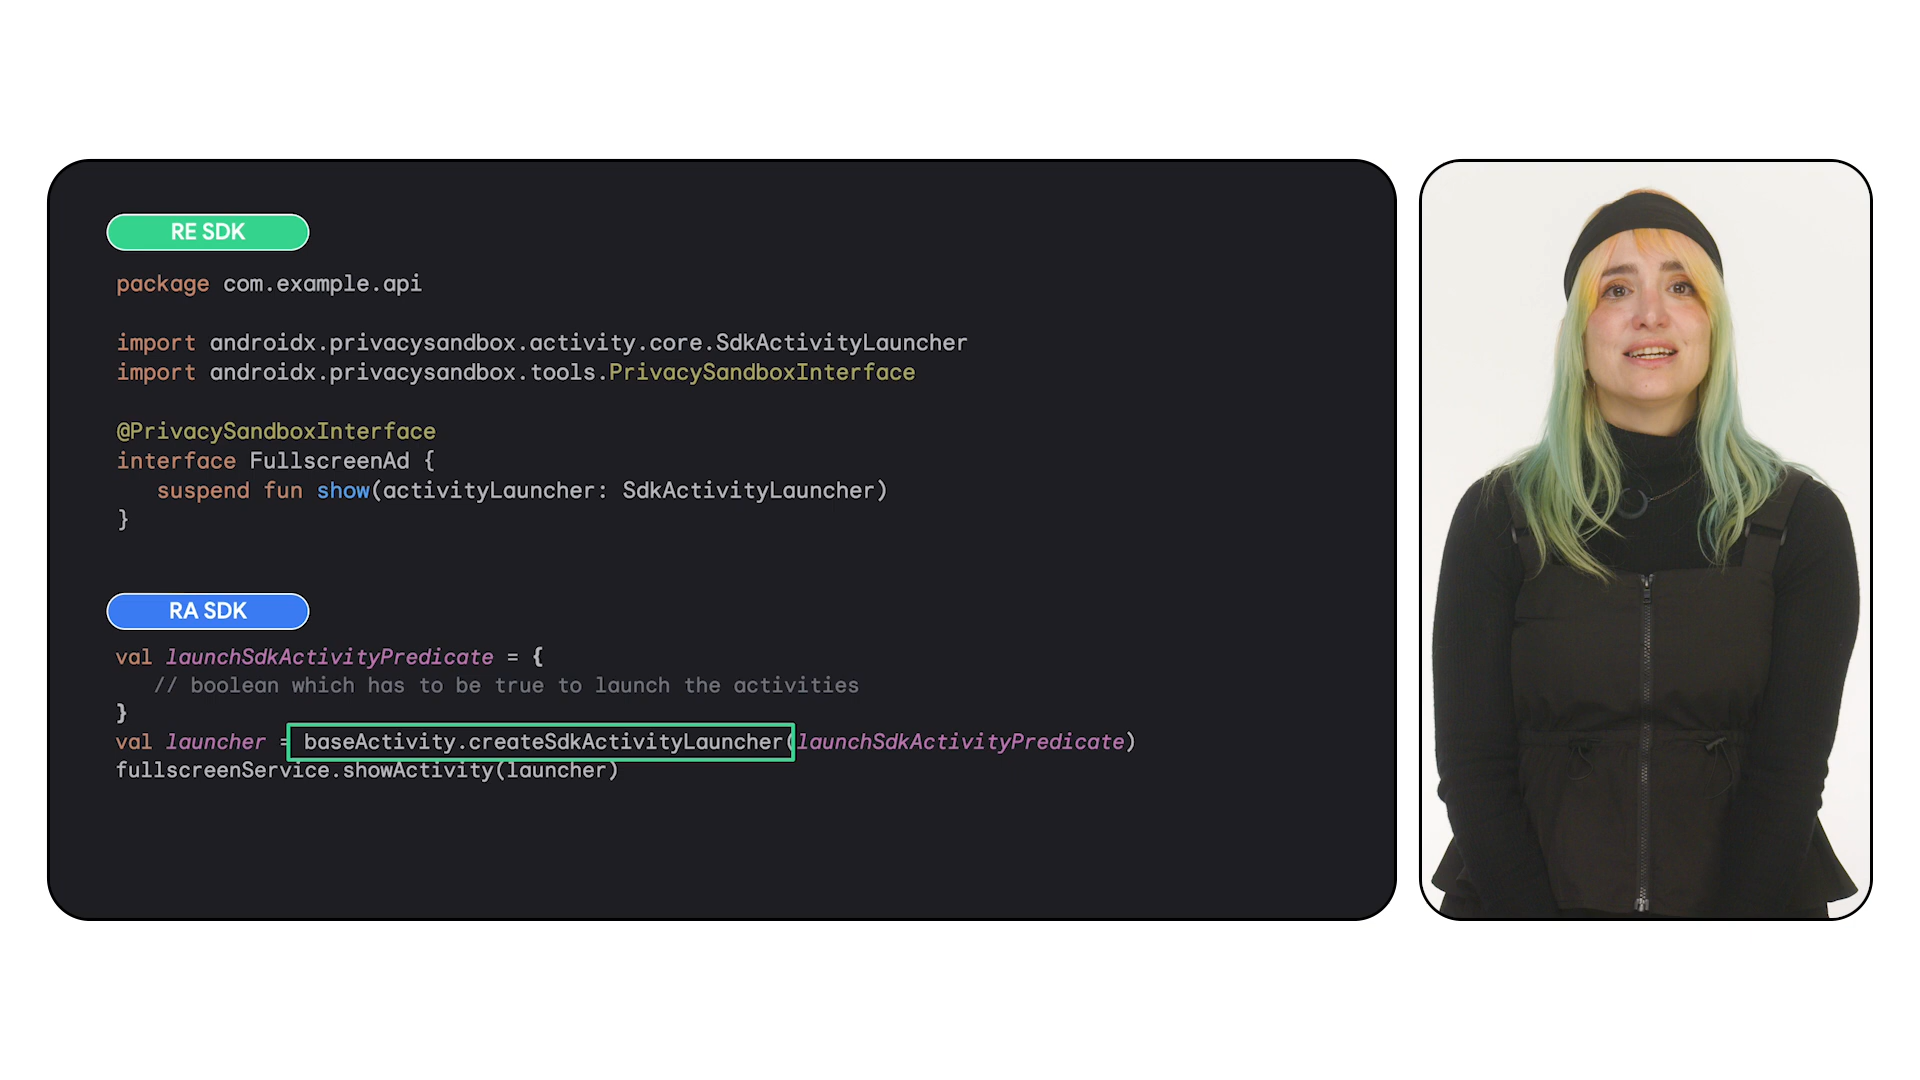 RE SDK
package com.example.api
import androidx.privacysandbox.activity.core.SdkActivityLauncher
import androidx.privacysandbox.tools.PrivacySandboxInterface
@PrivacySandboxInterface
interface FullscreenAd {
suspend fun show(activityLauncher: SdkActivityLauncher)
}
RA SDK
val launchSdkActivityPredicate = {
// boolean which has to be true to launch the activities
}
val launcher = baseActivity.createSdkActivityLauncher(launchSdkActivityPredicate)
fullscreenService.showActivity(launcher)